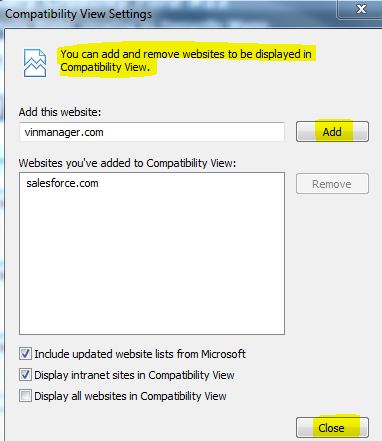 Compatibility View Settings
You can add and remove websites to be displayed in
Compatibility View.
Add this website:
vinmanager.com
Add
Websites you've added to Compatibility View:
salesforce.com
Remove
Include updated website lists from Microsoft
Display intranet sites in Compatibility View
Display all websites in Compatibility View
Close